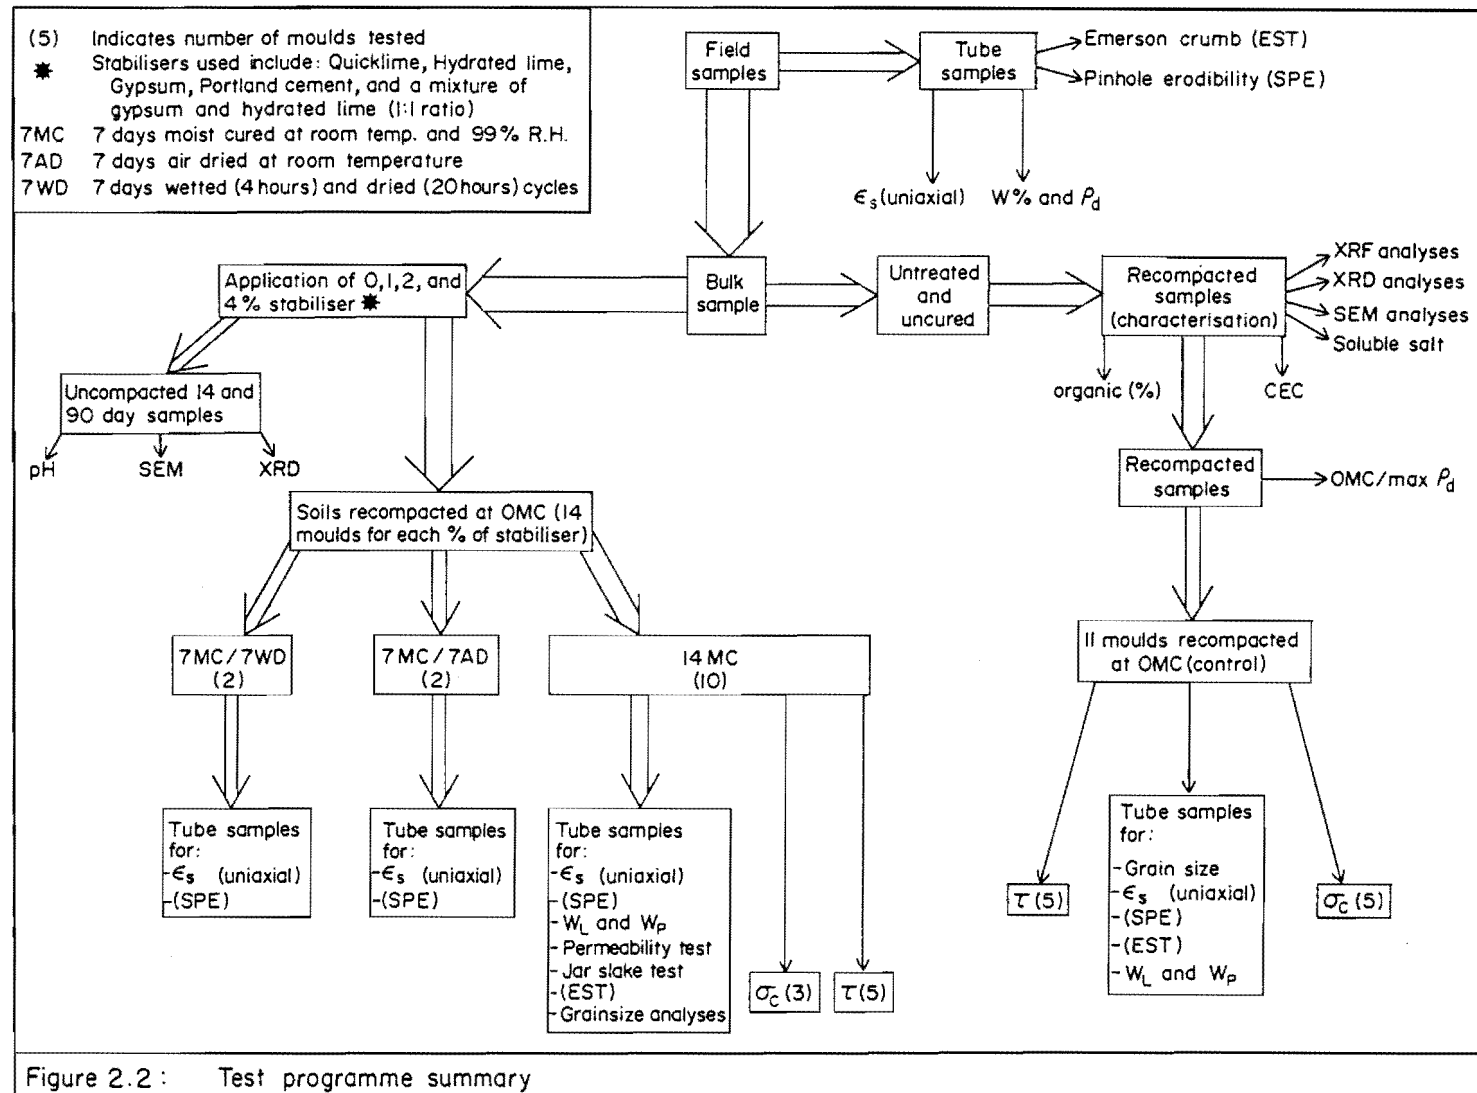 (5) Indicates number of moulds tested
✷ Stabilisers used include: Quicklime, Hydrated lime,
Gypsum, Portland cement, and a mixture of
gypsum and hydrated lime (1:1 ratio)
7MC 7 days moist cured at room temp. and 99% R.H.
7AD 7 days air dried at room temperature
7WD 7 days wetted (4 hours) and dried (20 hours) cycles
Field
samples
Tube
samples
Emerson crumb (EST)
Pinhole erodibility (SPE)
ϵs (uniaxial)
W% and ρd
Application of 0,1,2, and
4% stabiliser ✷
Bulk
sample
Untreated
and
uncured
Recompacted
samples
(characterisation)
XRF analyses
XRD analyses
SEM analyses
Soluble salt
organic (%)
CEC
Uncompacted 14 and
90 day samples
pH
SEM
XRD
Recompacted
samples
OMC/max ρd
Soils recompacted at OMC (14
moulds for each % of stabiliser)
7MC/7WD
(2)
7MC/7AD
(2)
14MC
(10)
11 moulds recompacted
at OMC (control)
Tube samples
for:
-ϵs (uniaxial)
-(SPE)
Tube samples
for:
-ϵs (uniaxial)
-(SPE)
Tube samples
for:
-ϵs (uniaxial)
-(SPE)
-WL and WP
-Permeability test
-Jar slake test
-(EST)
-Grainsize analyses
σc (3)
τ(5)
τ (5)
Tube samples
for:
-Grain size
-ϵs (uniaxial)
-(SPE)
-(EST)
-WL and WP
σc (5)
Figure 2.2 : Test programme summary